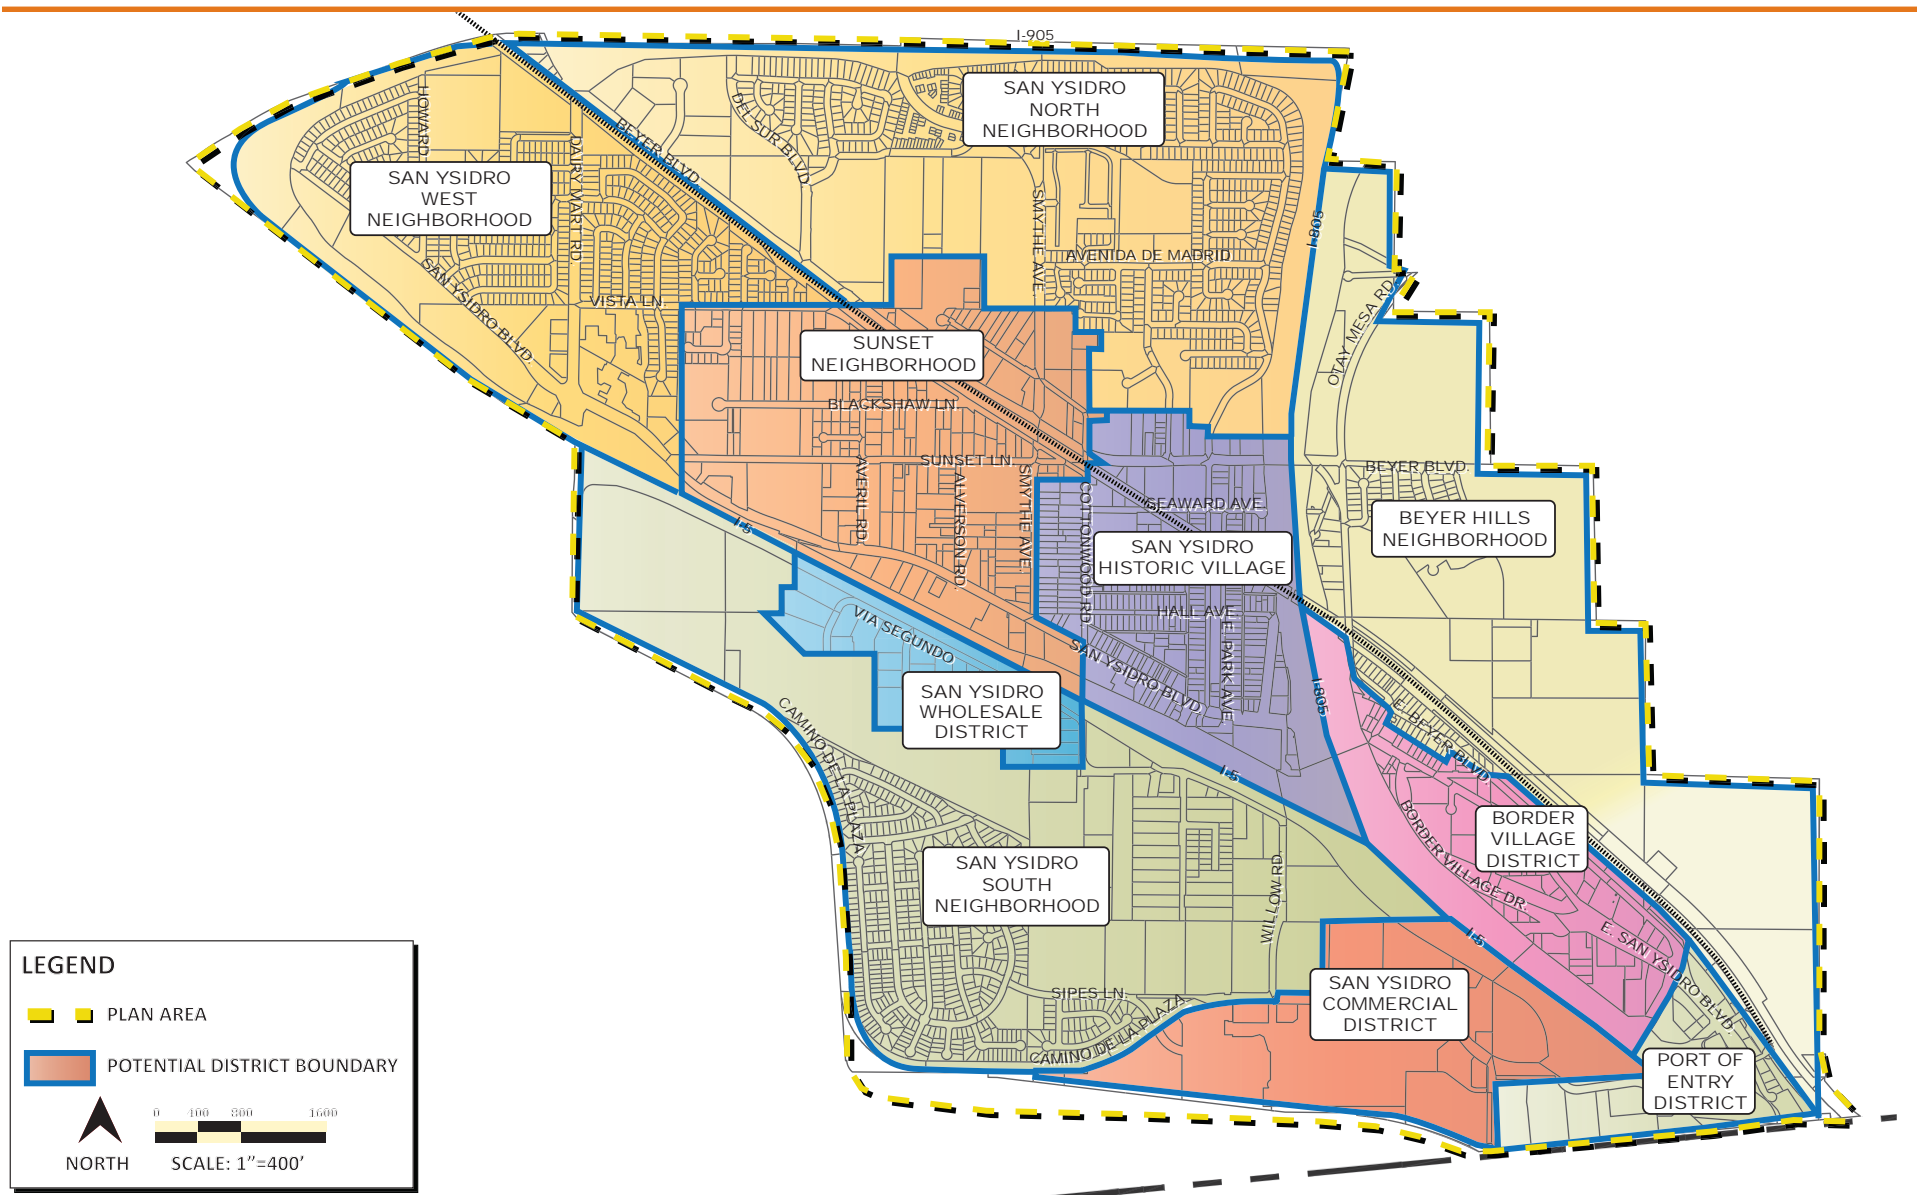 I-905
SAN YSIDRO
NORTH
NEIGHBORHOOD
HOWARD
DEL SUR BLVD.
BEYER BLVD.
DAIRY MART RD
SAN YSIDRO
WEST
NEIGHBORHOOD
SMYTHE AVE.
I-805
AVENIDA DE MADRID
SAN YSIDRO BLVD.
VISTA LN.
OTAY MESA RD.
SUNSET
NEIGHBORHOOD
BLACKSHAW LN.
SUNSET LN.
AVERIL RD.
ALVERSON RD.
SMYTHE AVE.
COTTONWOOD RD.
BEYER BLVD.
SEAWARD AVE.
BEYER HILLS
NEIGHBORHOOD
I-5
SAN YSIDRO
HISTORIC VILLAGE
HALL AVE.
E. PARK AVE.
VIA SEGUNDO
SAN YSIDRO BLVD.
I-805
SAN YSIDRO
WHOLESALE
DISTRICT
E. BEYER BLVD.
CAMINO DE LA PLAZA
I-5
BORDER VILLAGE DR.
BORDER
VILLAGE
DISTRICT
SAN YSIDRO
SOUTH
NEIGHBORHOOD
WILLOW RD.
I-5
E. SAN YSIDRO BLVD.
SAN YSIDRO
COMMERCIAL
DISTRICT
SIPES LN.
CAMINO DE LA PLAZA
PORT OF
ENTRY
DISTRICT
LEGEND
PLAN AREA
POTENTIAL DISTRICT BOUNDARY
0 400 800 1600
NORTH
SCALE: 1"=400'